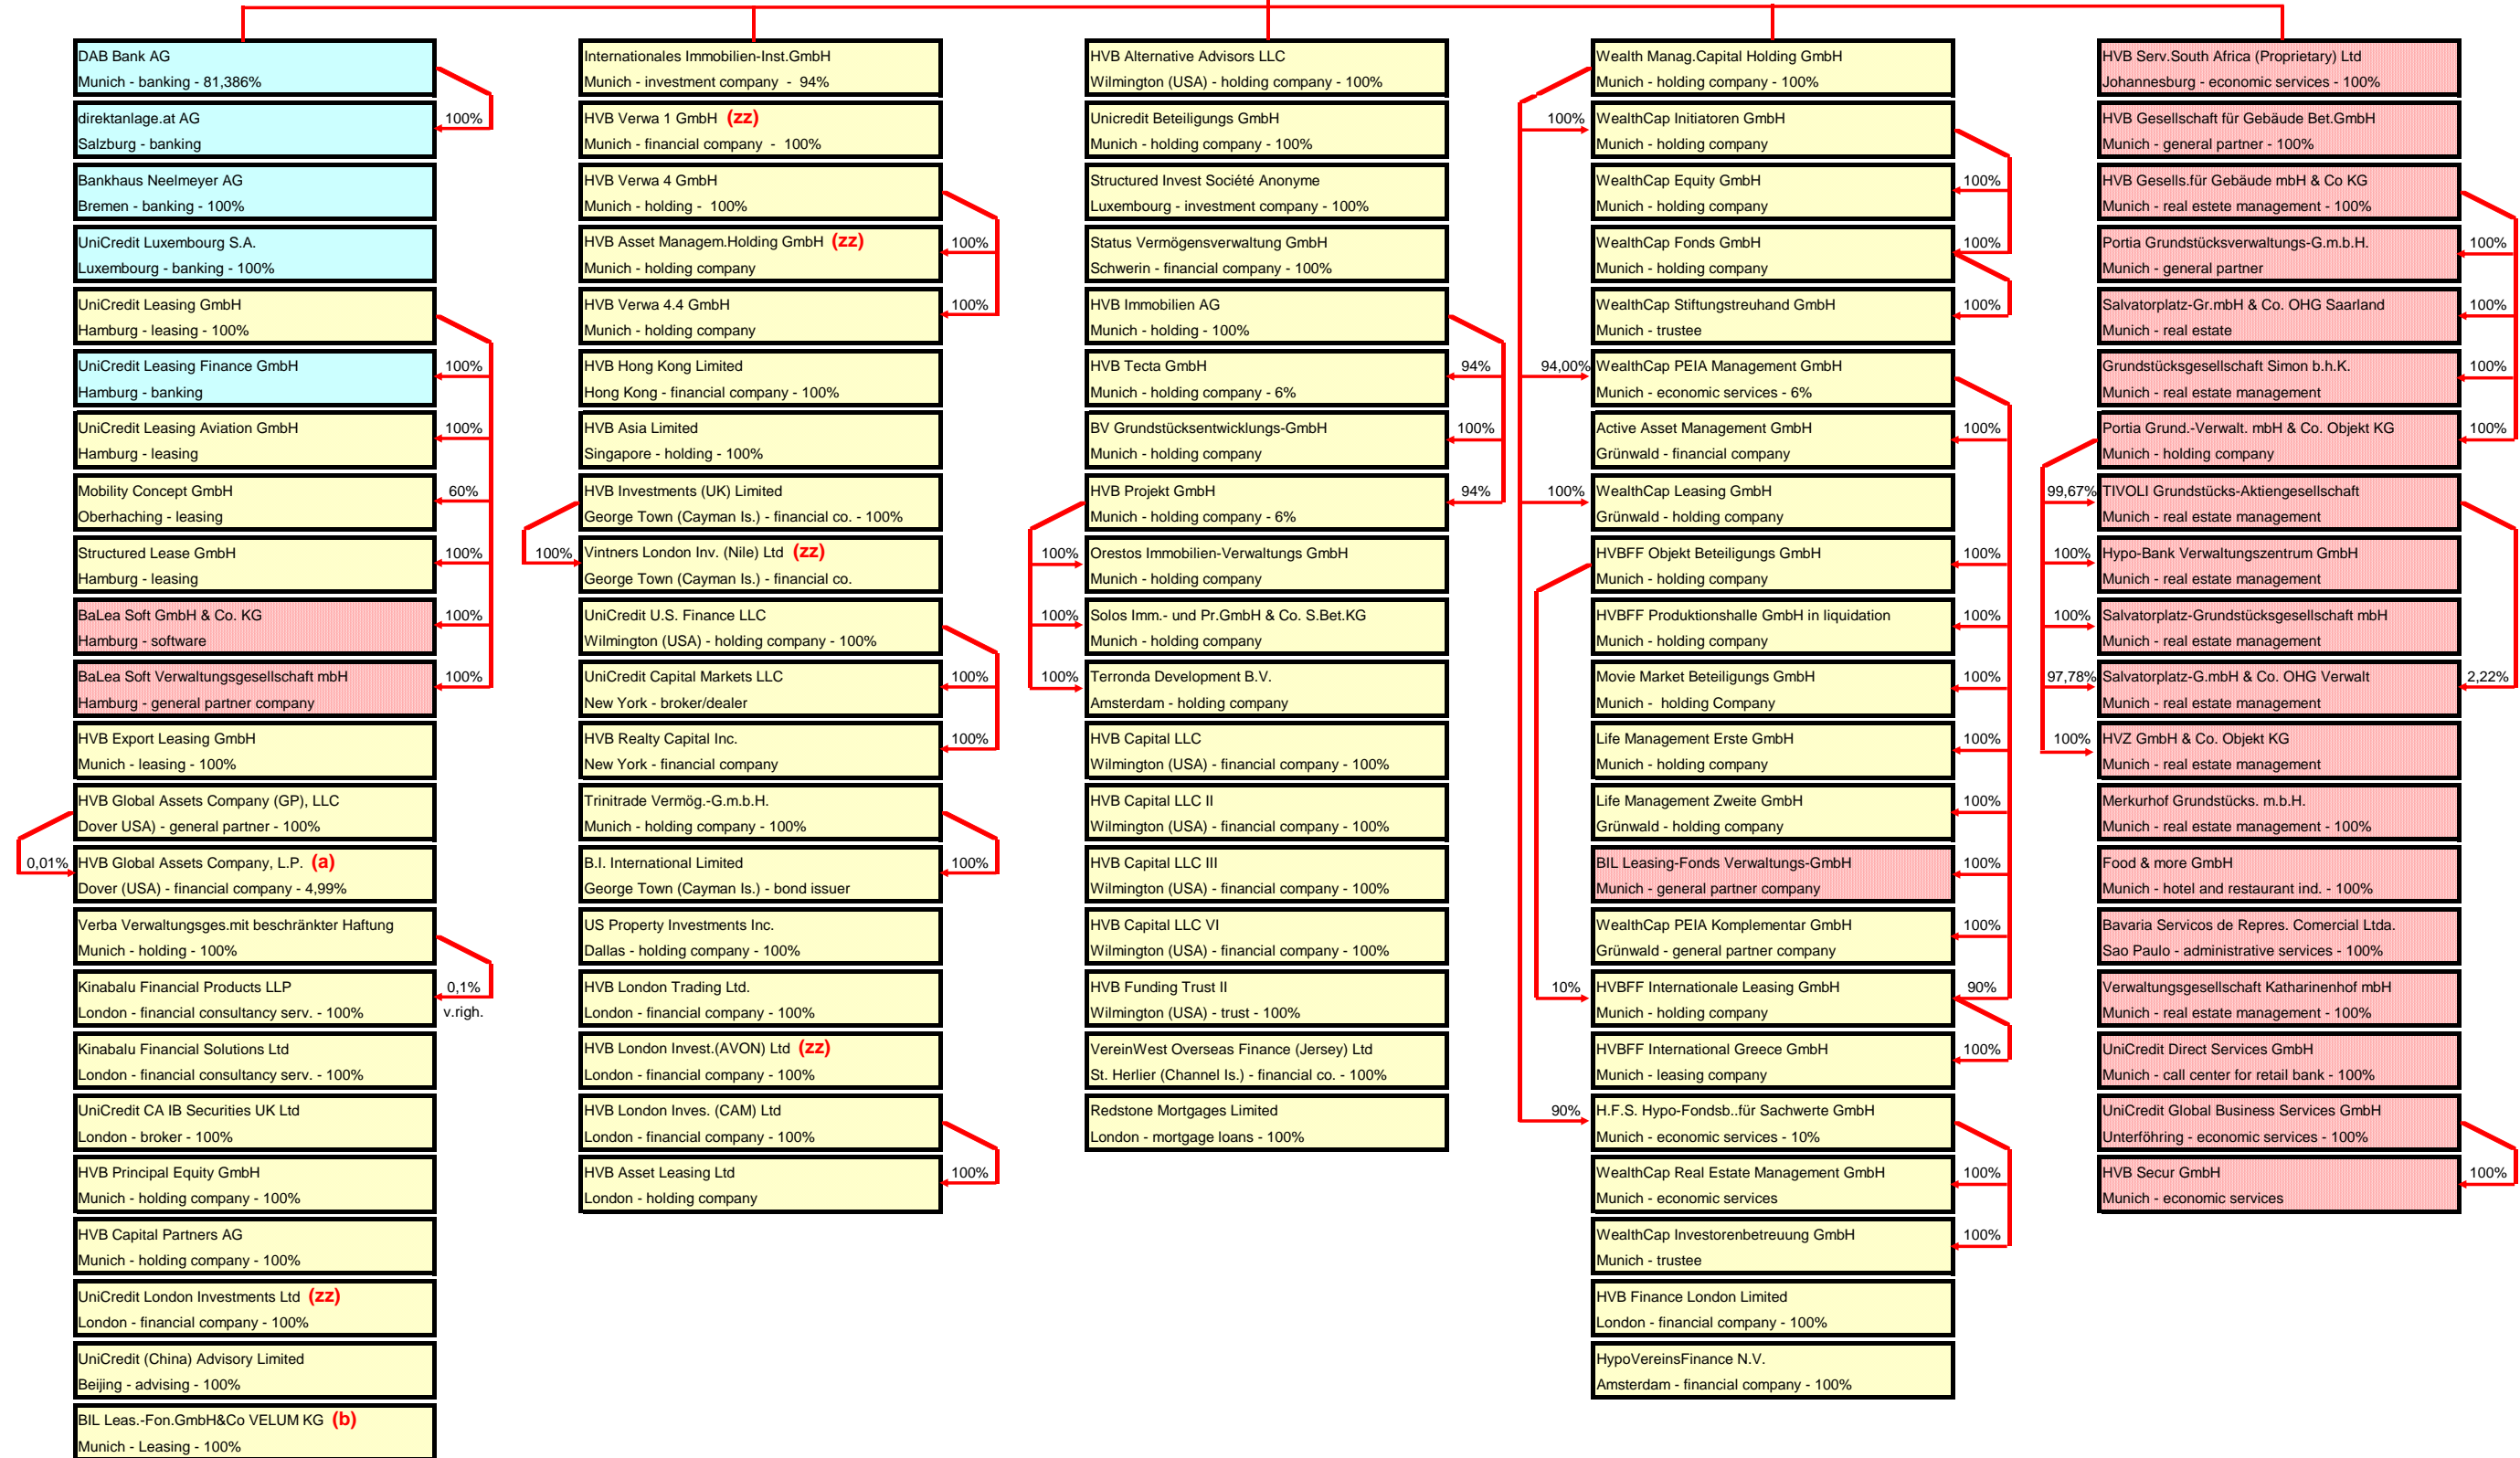 DAB Bank AG
Munich - banking - 81,386%
direktanlage.at AG
Salzburg - banking
100%
Bankhaus Neelmeyer AG
Bremen - banking - 100%
UniCredit Luxembourg S.A.
Luxembourg - banking - 100%
UniCredit Leasing GmbH
Hamburg - leasing - 100%
UniCredit Leasing Finance GmbH
Hamburg - banking
100%
UniCredit Leasing Aviation GmbH
Hamburg - leasing
100%
Mobility Concept GmbH
Oberhaching - leasing
60%
Structured Lease GmbH
Hamburg - leasing
100%
BaLea Soft GmbH & Co. KG
Hamburg - software
100%
BaLea Soft Verwaltungsgesellschaft mbH
Hamburg - general partner company
100%
HVB Export Leasing GmbH
Munich - leasing - 100%
HVB Global Assets Company (GP), LLC
Dover USA) - general partner - 100%
0,01%
HVB Global Assets Company, L.P. (a)
Dover (USA) - financial company - 4,99%
Verba Verwaltungsges.mit beschränkter Haftung
Munich - holding - 100%
Kinabalu Financial Products LLP
London - financial consultancy serv. - 100%
0,1%
v.righ.
Kinabalu Financial Solutions Ltd
London - financial consultancy serv. - 100%
UniCredit CA IB Securities UK Ltd
London - broker - 100%
HVB Principal Equity GmbH
Munich - holding company - 100%
HVB Capital Partners AG
Munich - holding company - 100%
UniCredit London Investments Ltd (zz)
London - financial company - 100%
UniCredit (China) Advisory Limited
Beijing - advising - 100%
BIL Leas.-Fon.GmbH&Co VELUM KG (b)
Munich - Leasing - 100%
Internationales Immobilien-Inst.GmbH
Munich - investment company - 94%
HVB Verwa 1 GmbH (zz)
Munich - financial company - 100%
HVB Verwa 4 GmbH
Munich - holding - 100%
HVB Asset Managem.Holding GmbH (zz)
Munich - holding company
100%
HVB Verwa 4.4 GmbH
Munich - holding company
100%
HVB Hong Kong Limited
Hong Kong - financial company - 100%
HVB Asia Limited
Singapore - holding - 100%
HVB Investments (UK) Limited
George Town (Cayman Is.) - financial co. - 100%
100%
Vintners London Inv. (Nile) Ltd (zz)
George Town (Cayman Is.) - financial co.
UniCredit U.S. Finance LLC
Wilmington (USA) - holding company - 100%
UniCredit Capital Markets LLC
New York - broker/dealer
100%
HVB Realty Capital Inc.
New York - financial company
100%
Trinitrade Vermög.-G.m.b.H.
Munich - holding company - 100%
B.I. International Limited
George Town (Cayman Is.) - bond issuer
100%
US Property Investments Inc.
Dallas - holding company - 100%
HVB London Trading Ltd.
London - financial company - 100%
HVB London Invest.(AVON) Ltd (zz)
London - financial company - 100%
HVB London Inves. (CAM) Ltd
London - financial company - 100%
HVB Asset Leasing Ltd
London - holding company
100%
HVB Alternative Advisors LLC
Wilmington (USA) - holding company - 100%
Unicredit Beteiligungs GmbH
Munich - holding company - 100%
Structured Invest Société Anonyme
Luxembourg - investment company - 100%
Status Vermögensverwaltung GmbH
Schwerin - financial company - 100%
HVB Immobilien AG
Munich - holding - 100%
HVB Tecta GmbH
Munich - holding company - 6%
94%
BV Grundstücksentwicklungs-GmbH
Munich - holding company
100%
HVB Projekt GmbH
Munich - holding company - 6%
94%
100%
Orestos Immobilien-Verwaltungs GmbH
Munich - holding company
100%
Solos Imm.- und Pr.GmbH & Co. S.Bet.KG
Munich - holding company
100%
Terronda Development B.V.
Amsterdam - holding company
HVB Capital LLC
Wilmington (USA) - financial company - 100%
HVB Capital LLC II
Wilmington (USA) - financial company - 100%
HVB Capital LLC III
Wilmington (USA) - financial company - 100%
HVB Capital LLC VI
Wilmington (USA) - financial company - 100%
HVB Funding Trust II
Wilmington (USA) - trust - 100%
VereinWest Overseas Finance (Jersey) Ltd
St. Herlier (Channel Is.) - financial co. - 100%
Redstone Mortgages Limited
London - mortgage loans - 100%
Wealth Manag.Capital Holding GmbH
Munich - holding company - 100%
100%
WealthCap Initiatoren GmbH
Munich - holding company
WealthCap Equity GmbH
Munich - holding company
100%
WealthCap Fonds GmbH
Munich - holding company
100%
WealthCap Stiftungstreuhand GmbH
Munich - trustee
100%
94,00%
WealthCap PEIA Management GmbH
Munich - economic services - 6%
Active Asset Management GmbH
Grünwald - financial company
100%
100%
WealthCap Leasing GmbH
Grünwald - holding company
HVBFF Objekt Beteiligungs GmbH
Munich - holding company
100%
HVBFF Produktionshalle GmbH in liquidation
Munich - holding company
100%
Movie Market Beteiligungs GmbH
Munich - holding Company
100%
Life Management Erste GmbH
Munich - holding company
100%
Life Management Zweite GmbH
Grünwald - holding company
100%
BIL Leasing-Fonds Verwaltungs-GmbH
Munich - general partner company
100%
WealthCap PEIA Komplementar GmbH
Grünwald - general partner company
100%
10%
HVBFF Internationale Leasing GmbH
Munich - holding company
90%
HVBFF International Greece GmbH
Munich - leasing company
100%
90%
H.F.S. Hypo-Fondsb..für Sachwerte GmbH
Munich - economic services - 10%
WealthCap Real Estate Management GmbH
Munich - economic services
100%
WealthCap Investorenbetreuung GmbH
Munich - trustee
100%
HVB Finance London Limited
London - financial company - 100%
HypoVereinsFinance N.V.
Amsterdam - financial company - 100%
HVB Serv.South Africa (Proprietary) Ltd
Johannesburg - economic services - 100%
HVB Gesellschaft für Gebäude Bet.GmbH
Munich - general partner - 100%
HVB Gesells.für Gebäude mbH & Co KG
Munich - real estete management - 100%
Portia Grundstücksverwaltungs-G.m.b.H.
Munich - general partner
100%
Salvatorplatz-Gr.mbH & Co. OHG Saarland
Munich - real estate
100%
Grundstücksgesellschaft Simon b.h.K.
Munich - real estate management
100%
Portia Grund.-Verwalt. mbH & Co. Objekt KG
Munich - holding company
100%
99,67%
TIVOLI Grundstücks-Aktiengesellschaft
Munich - real estate management
100%
Hypo-Bank Verwaltungszentrum GmbH
Munich - real estate management
100%
Salvatorplatz-Grundstücksgesellschaft mbH
Munich - real estate management
97,78%
Salvatorplatz-G.mbH & Co. OHG Verwalt
Munich - real estate management
2,22%
100%
HVZ GmbH & Co. Objekt KG
Munich - real estate management
Merkurhof Grundstücks. m.b.H.
Munich - real estate management - 100%
Food & more GmbH
Munich - hotel and restaurant ind. - 100%
Bavaria Servicos de Repres. Comercial Ltda.
Sao Paulo - administrative services - 100%
Verwaltungsgesellschaft Katharinenhof mbH
Munich - real estate management - 100%
UniCredit Direct Services GmbH
Munich - call center for retail bank - 100%
UniCredit Global Business Services GmbH
Unterföhring - economic services - 100%
HVB Secur GmbH
Munich - economic services
100%